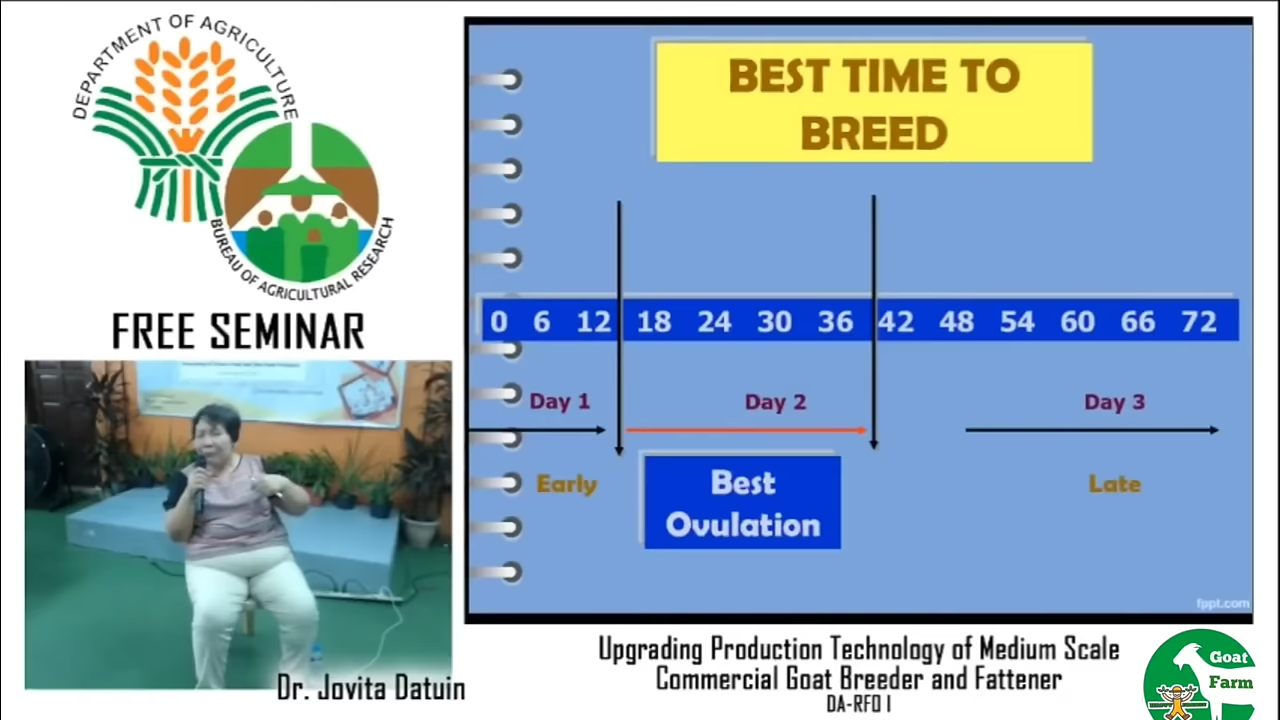 DEPARTMENT OF AGRICULTURE
BUREAU OF AGRICULTURAL RESEARCH
FREE SEMINAR
Dr. Jovita Datuin
BEST TIME TO
BREED
0 6 12 18 24 30 36 42 48 54 60 66 72
Day 1 Day 2 Day 3
Early Best Late
Ovulation
fppt.com
Upgrading Production Technology of Medium Scale
Commercial Goat Breeder and Fattener
DA-RFO I
Goat
Farm